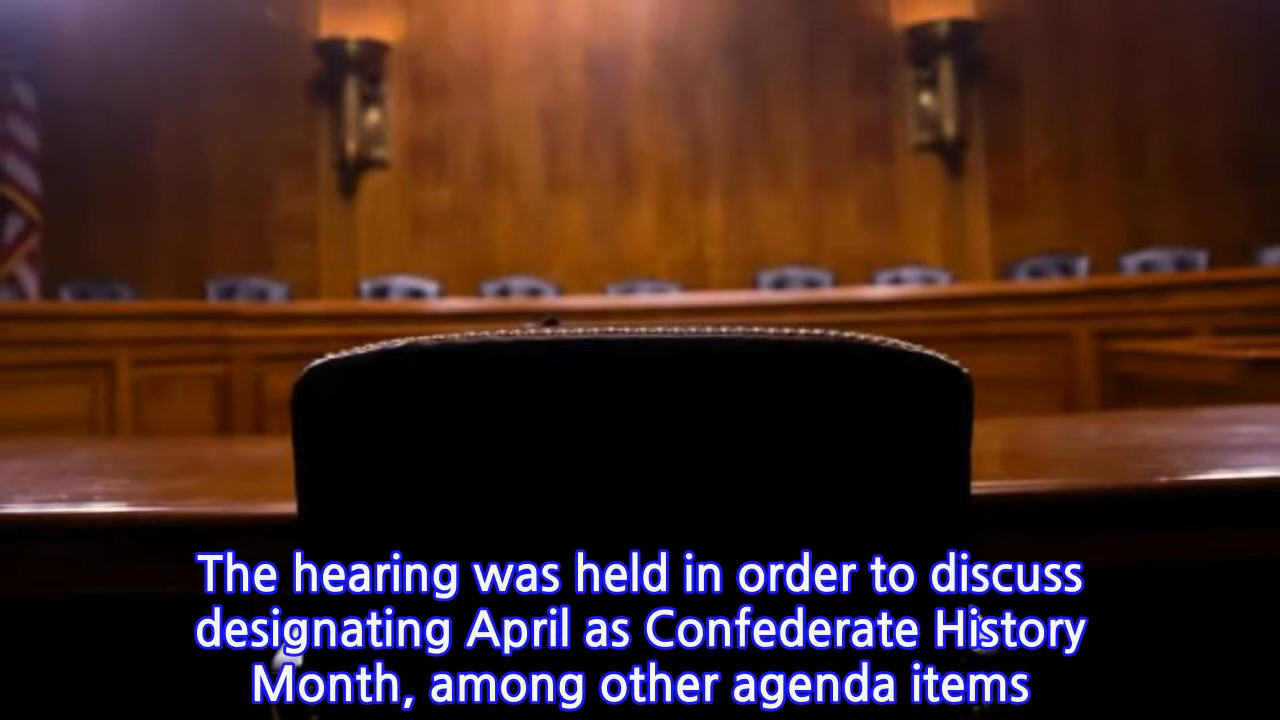 The hearing was held in order to discuss
designating April as Confederate History
Month, among other agenda items